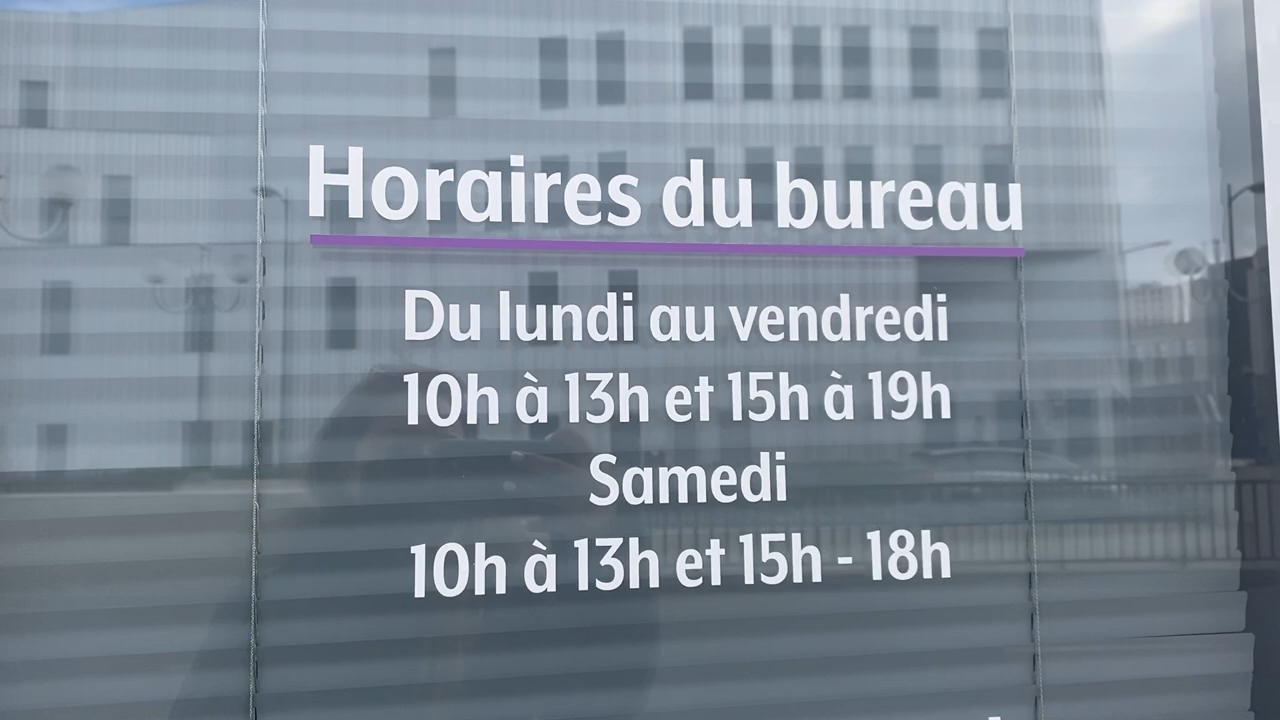 Horaires du bureau
Du lundi au vendredi
10h à 13h et 15h à 19h
Samedi
10h à 13h et 15h - 18h